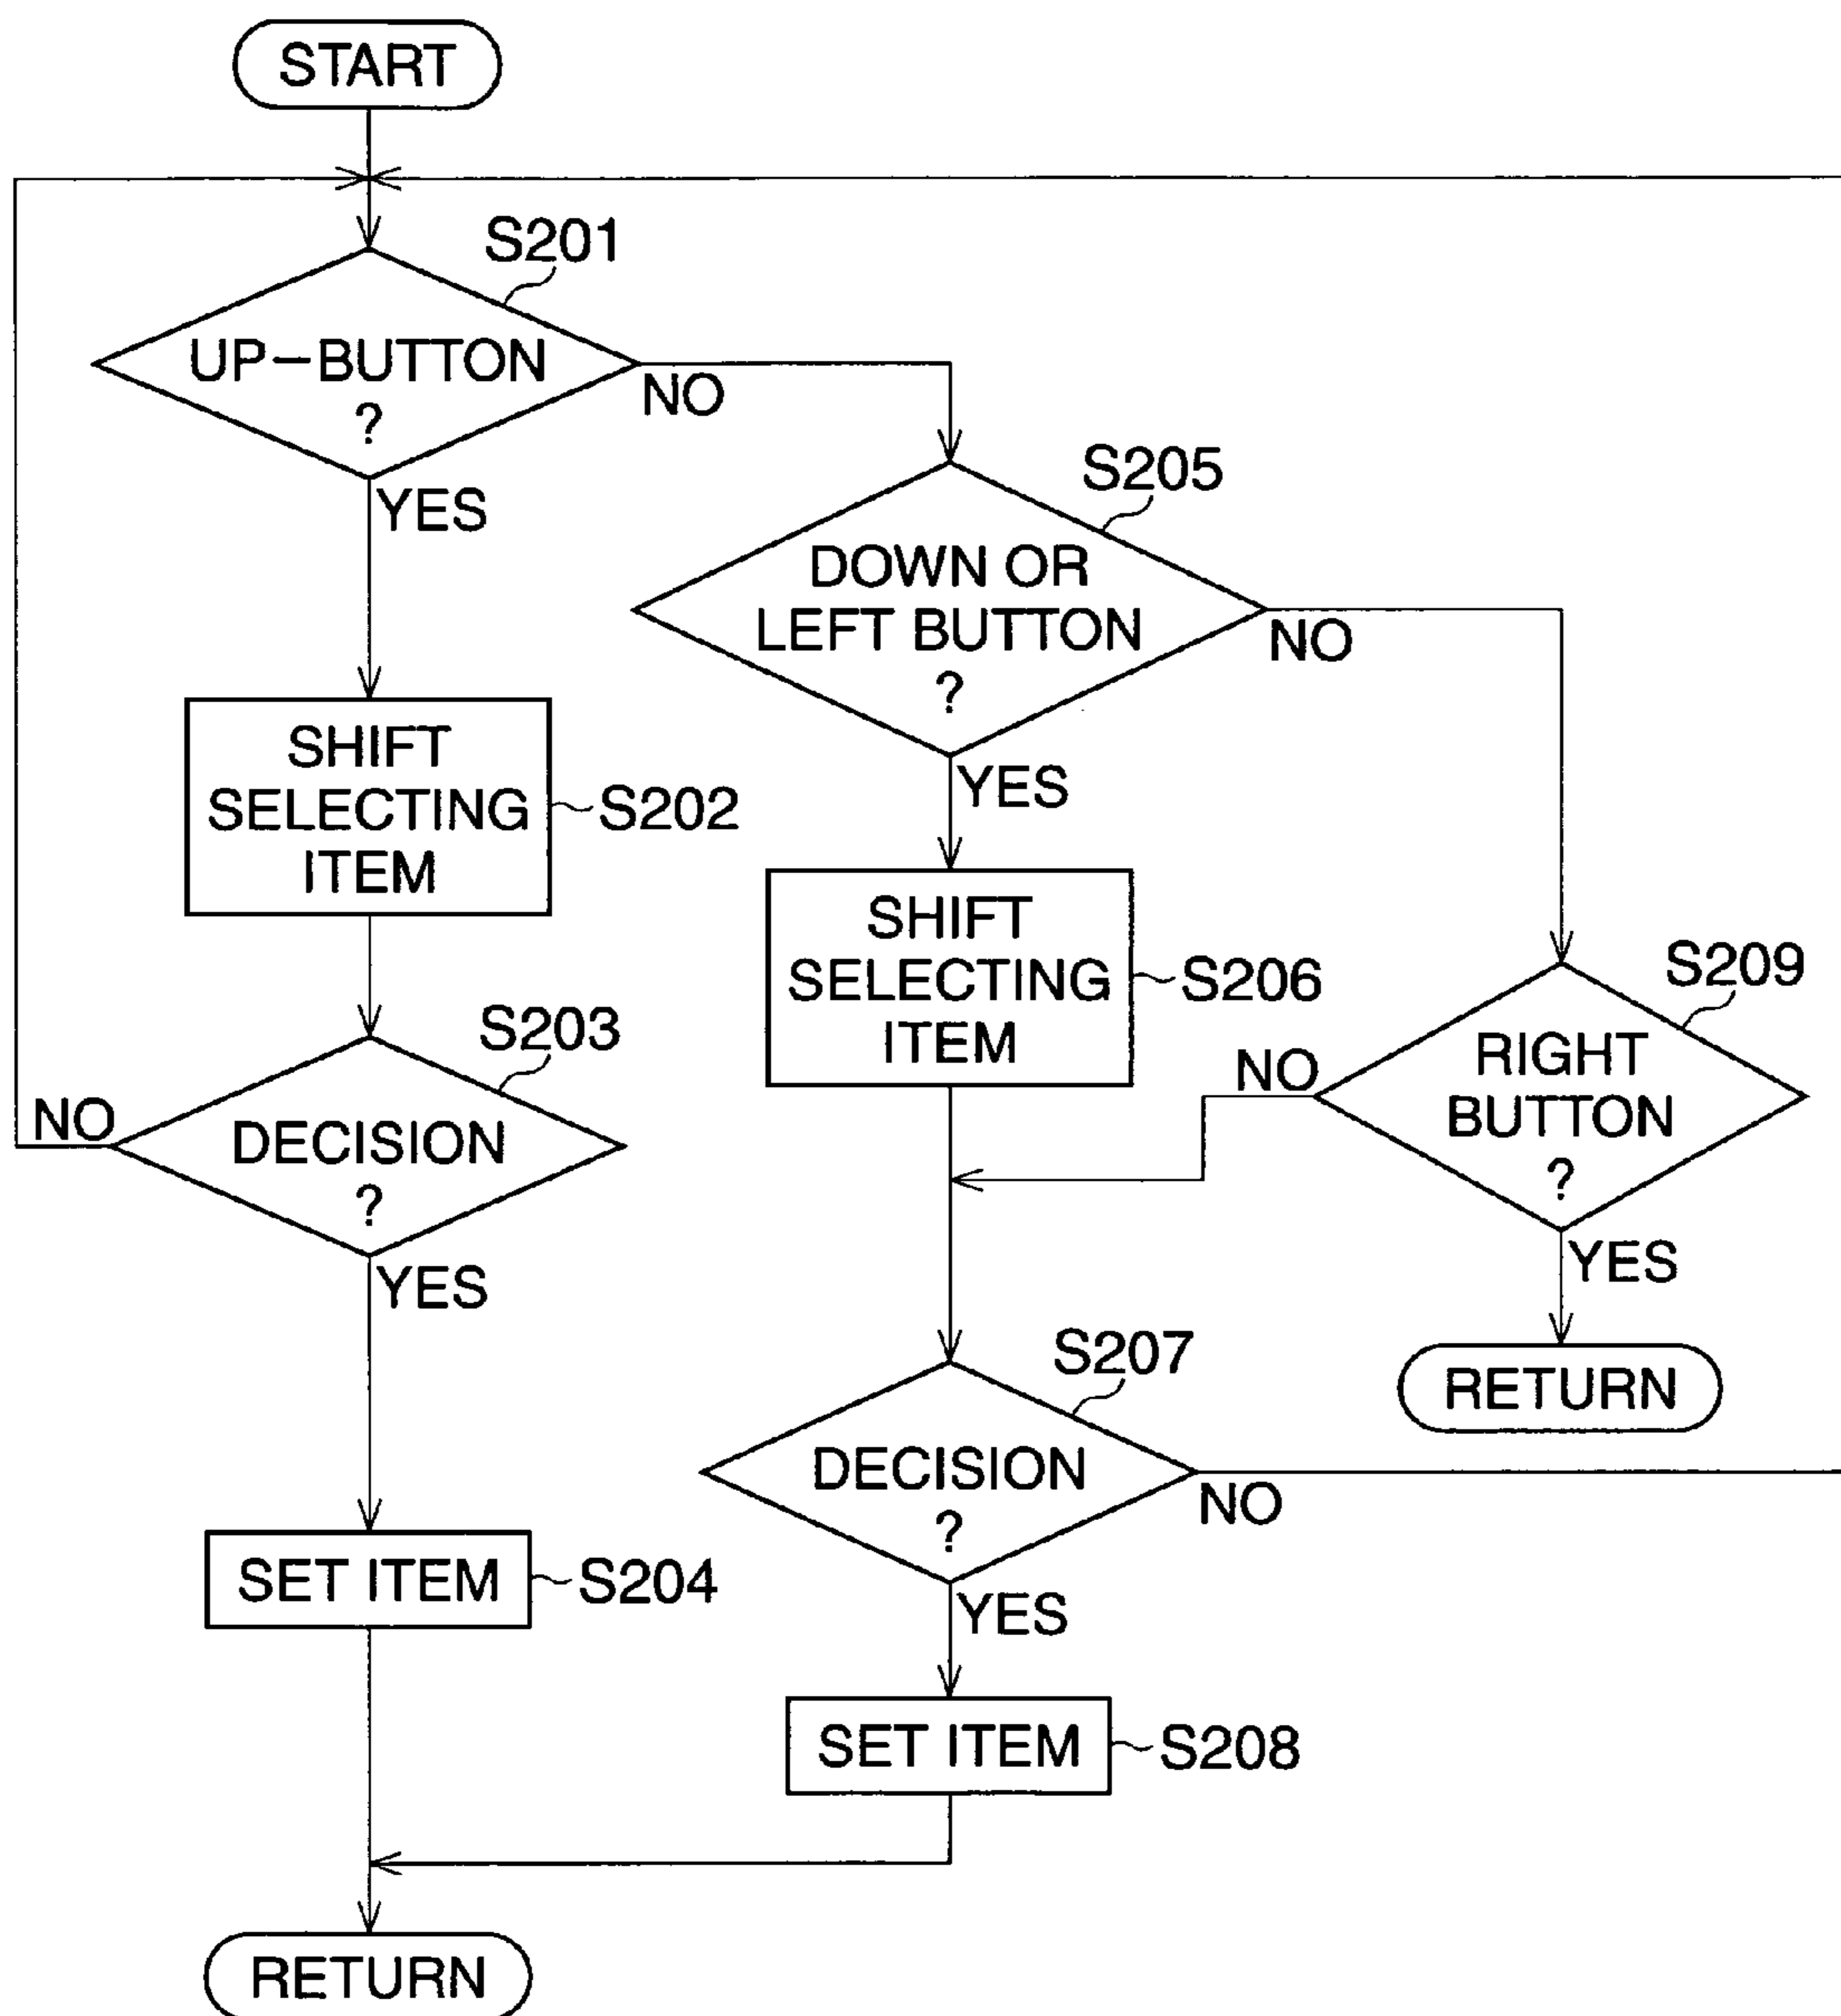 START
S201
UP-BUTTON
?
NO
YES
S205
DOWN OR
LEFT BUTTON
?
NO
YES
SHIFT
SELECTING
ITEM
S202
SHIFT
SELECTING
ITEM
S206
S209
RIGHT
BUTTON
?
NO
YES
RETURN
S203
DECISION
?
NO
YES
S207
DECISION
?
NO
YES
SET ITEM
S204
SET ITEM
S208
RETURN